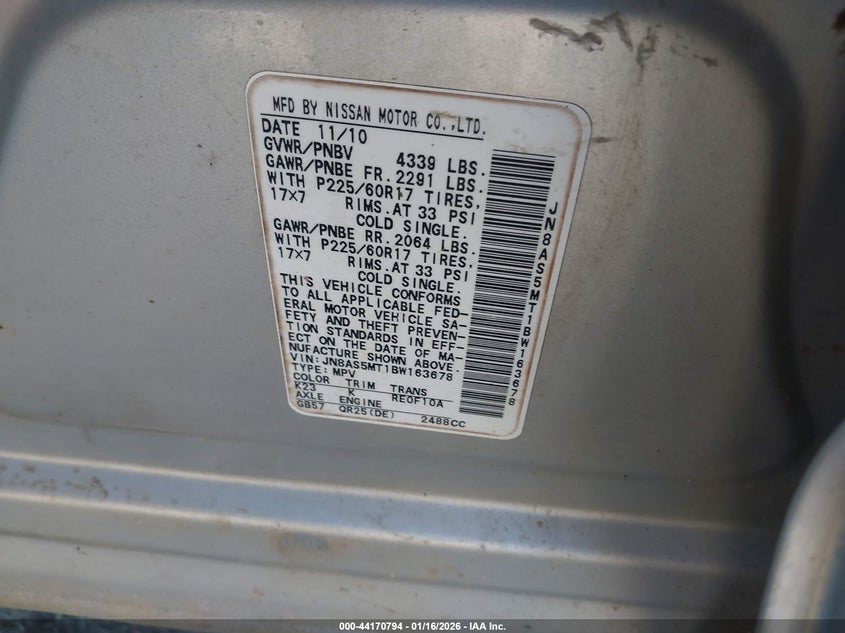 MFD BY NISSAN MOTOR CO.,LTD.
DATE 11/10
GVWR/PNBV 4339 LBS.
GAWR/PNBE FR. 2291 LBS.
WITH P225/60R17 TIRES,
17X7 RIMS.AT 33 PSI
COLD SINGLE.
GAWR/PNBE RR. 2064 LBS.
WITH P225/60R17 TIRES,
17X7 RIMS.AT 33 PSI
COLD SINGLE.
THIS VEHICLE CONFORMS
TO ALL APPLICABLE FED-
ERAL MOTOR VEHICLE SA-
FETY AND THEFT PREVEN-
TION STANDARDS IN EFF-
ECT ON THE DATE OF MA-
NUFACTURE SHOWN ABOVE.
VIN: JN8AS5MT1BW163678
TYPE: MPV
COLOR TRIM TRANS
K23 K RE0F10A
AXLE ENGINE
GB57 QR25(DE) 2488CC
JN8AS5MT1BW163678
000-44170794 - 01/16/2026 - IAA Inc.